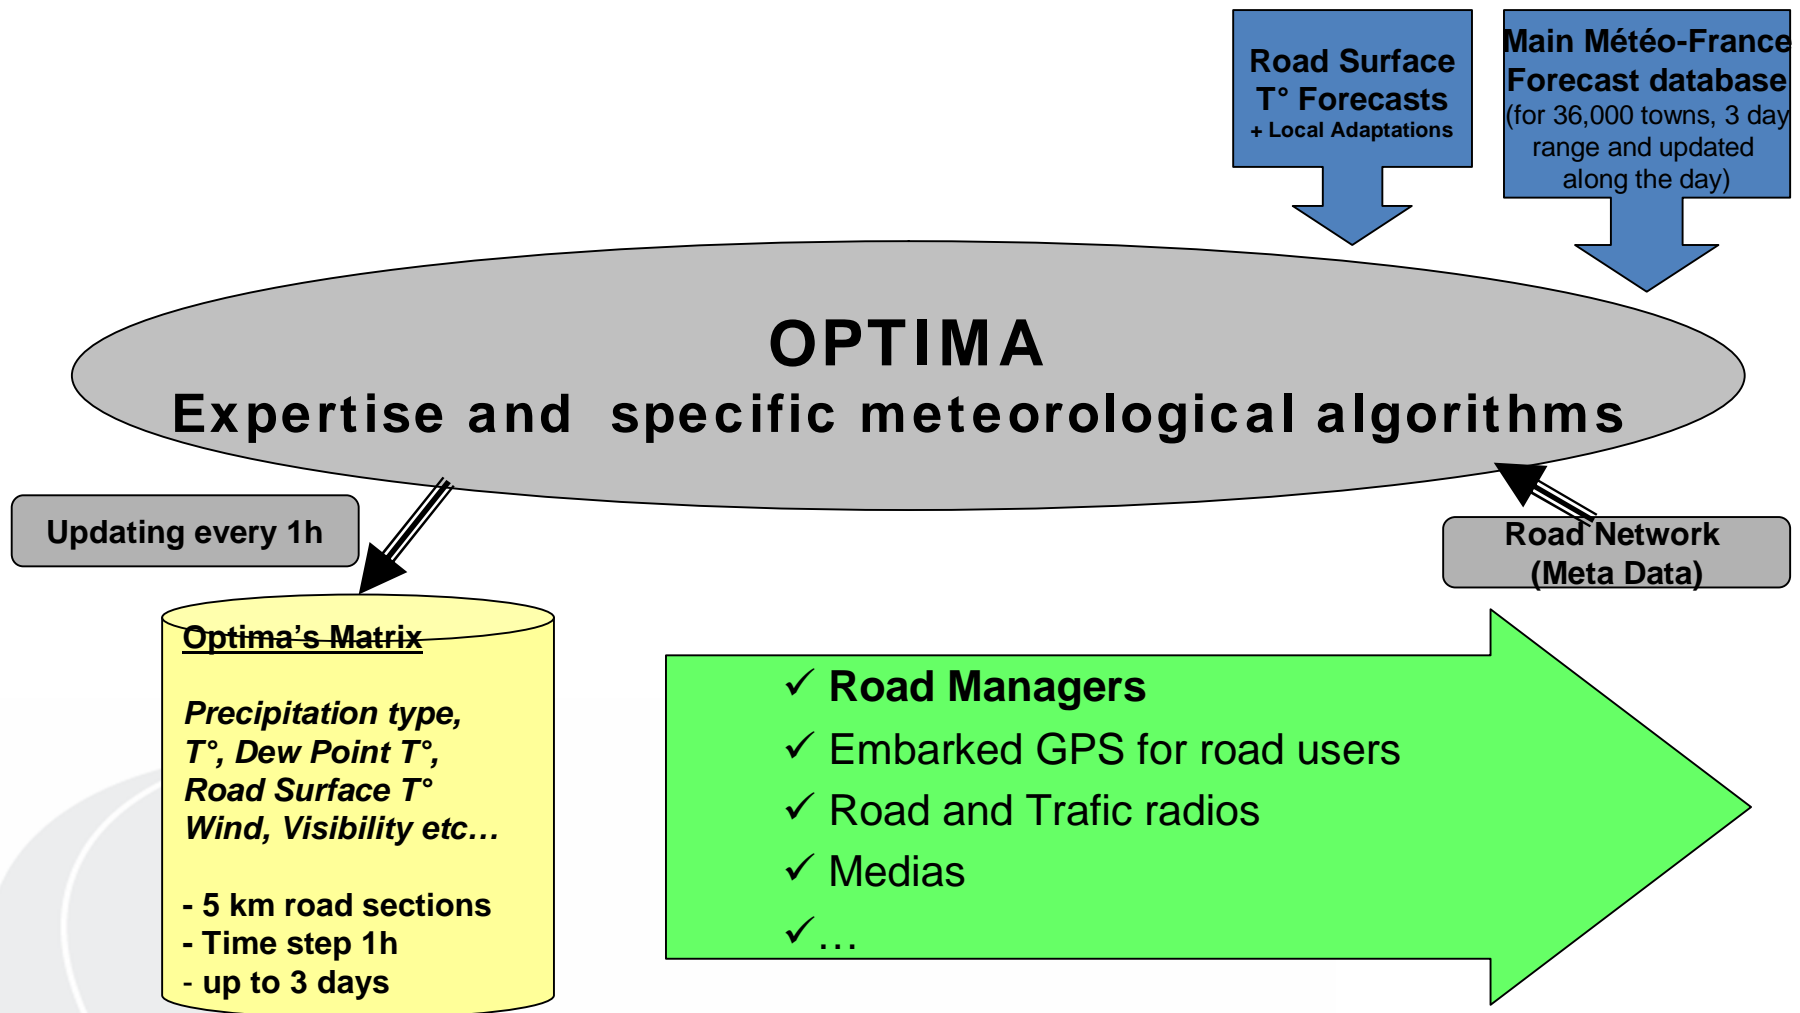 Road Surface
T° Forecasts
+ Local Adaptations
Main Météo-France
Forecast database
(for 36,000 towns, 3 day
range and updated
along the day)
OPTIMA
Expertise and specific meteorological algorithms
Updating every 1h
Road Network
(Meta Data)
Optima’s Matrix
Precipitation type,
T°, Dew Point T°,
Road Surface T°
Wind, Visibility etc…
- 5 km road sections
- Time step 1h
- up to 3 days
✓ Road Managers
✓ Embarked GPS for road users
✓ Road and Trafic radios
✓ Medias
✓…